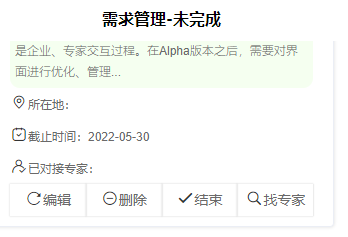 需求管理-未完成
是企业、专家交互过程。在Alpha版本之后，需要对界
面进行优化、管理...
所在地：
截止时间：2022-05-30
已对接专家：
编辑 删除 结束 找专家